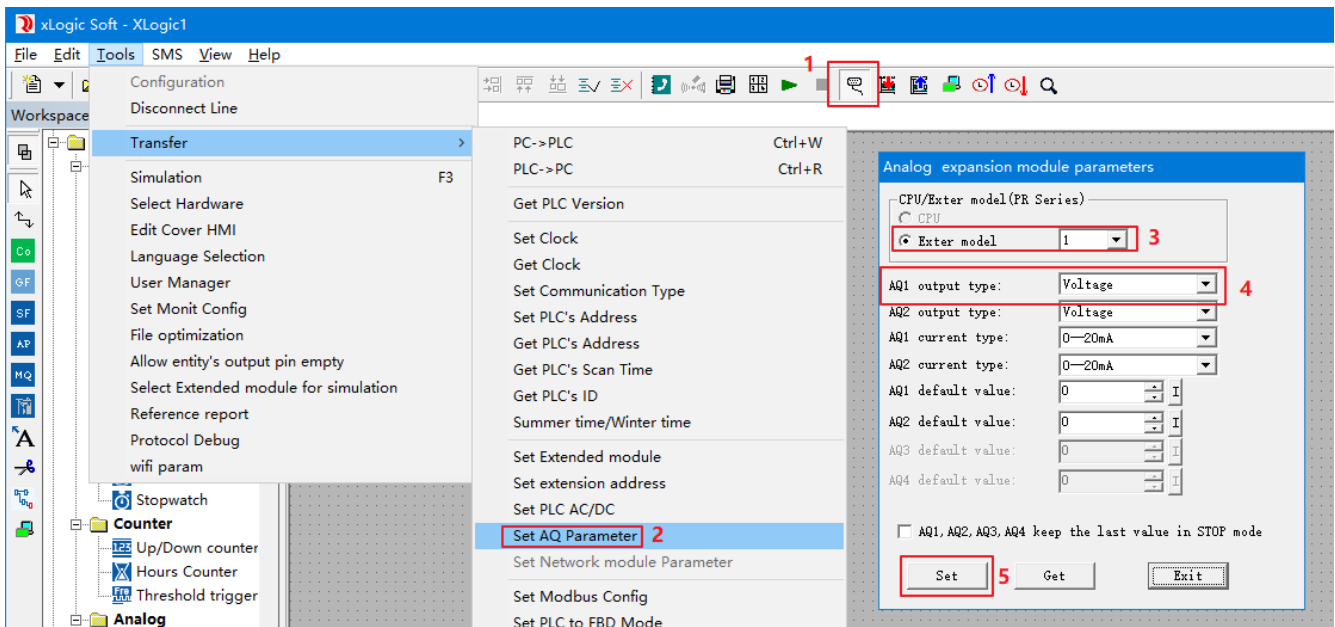 xLogic Soft - XLogic1
File Edit Tools SMS View Help
1
Workspace
Configuration
Disconnect Line
Transfer
Simulation F3
Select Hardware
Edit Cover HMI
Language Selection
User Manager
Set Monit Config
File optimization
Allow entity's output pin empty
Select Extended module for simulation
Reference report
Protocol Debug
wifi param
PC->PLC Ctrl+W
PLC->PC Ctrl+R
Get PLC Version
Set Clock
Get Clock
Set Communication Type
Set PLC's Address
Get PLC's Address
Get PLC's Scan Time
Get PLC's ID
Summer time/Winter time
Set Extended module
Set extension address
Set PLC AC/DC
Set AQ Parameter 2
Set Network module Parameter
Set Modbus Config
Set PLC to FBD Mode
Co
GF
SF
AP
MQ
A
Stopwatch
Counter
Up/Down counter
Hours Counter
Threshold trigger
Analog
Analog expansion module parameters
CPU/Exter model(PR Series)
CPU
Exter model 1 3
AQ1 output type: Voltage 4
AQ2 output type: Voltage
AQ1 current type: 0—20mA
AQ2 current type: 0—20mA
AQ1 default value: 0 I
AQ2 default value: 0 I
AQ3 default value: 0 I
AQ4 default value: 0 I
AQ1, AQ2, AQ3, AQ4 keep the last value in STOP mode
Set 5 Get Exit